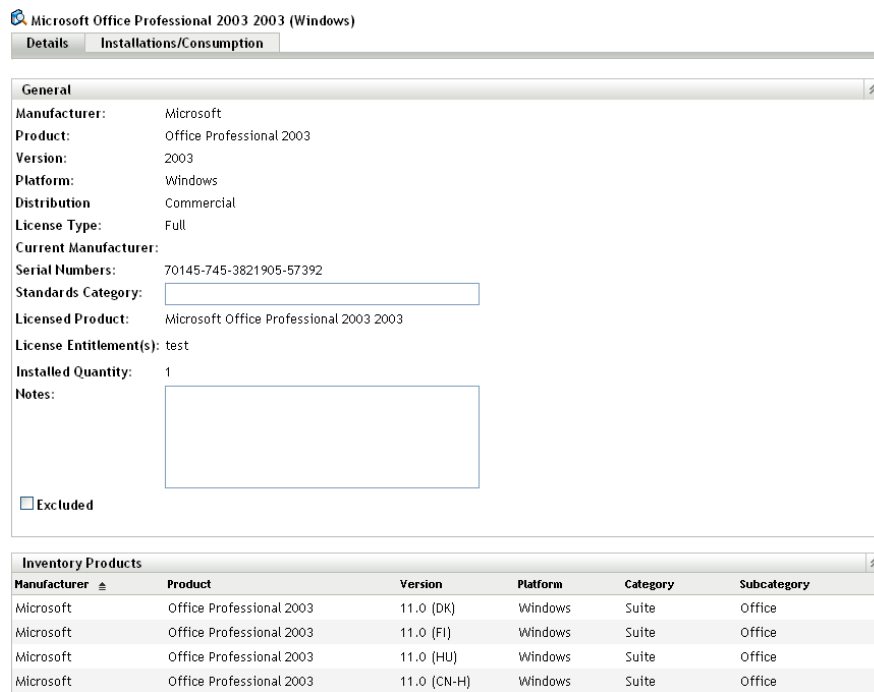 Microsoft Office Professional 2003 2003 (Windows)
Details Installations/Consumption
General
Manufacturer: Microsoft
Product: Office Professional 2003
Version: 2003
Platform: Windows
Distribution Commercial
License Type: Full
Current Manufacturer:
Serial Numbers: 70145-745-3821905-57392
Standards Category:
Licensed Product: Microsoft Office Professional 2003 2003
License Entitlement(s): test
Installed Quantity: 1
Notes:
Excluded
Inventory Products
Manufacturer Product Version Platform Category Subcategory
Microsoft Office Professional 2003 11.0 (DK) Windows Suite Office
Microsoft Office Professional 2003 11.0 (FI) Windows Suite Office
Microsoft Office Professional 2003 11.0 (HU) Windows Suite Office
Microsoft Office Professional 2003 11.0 (CN-H) Windows Suite Office